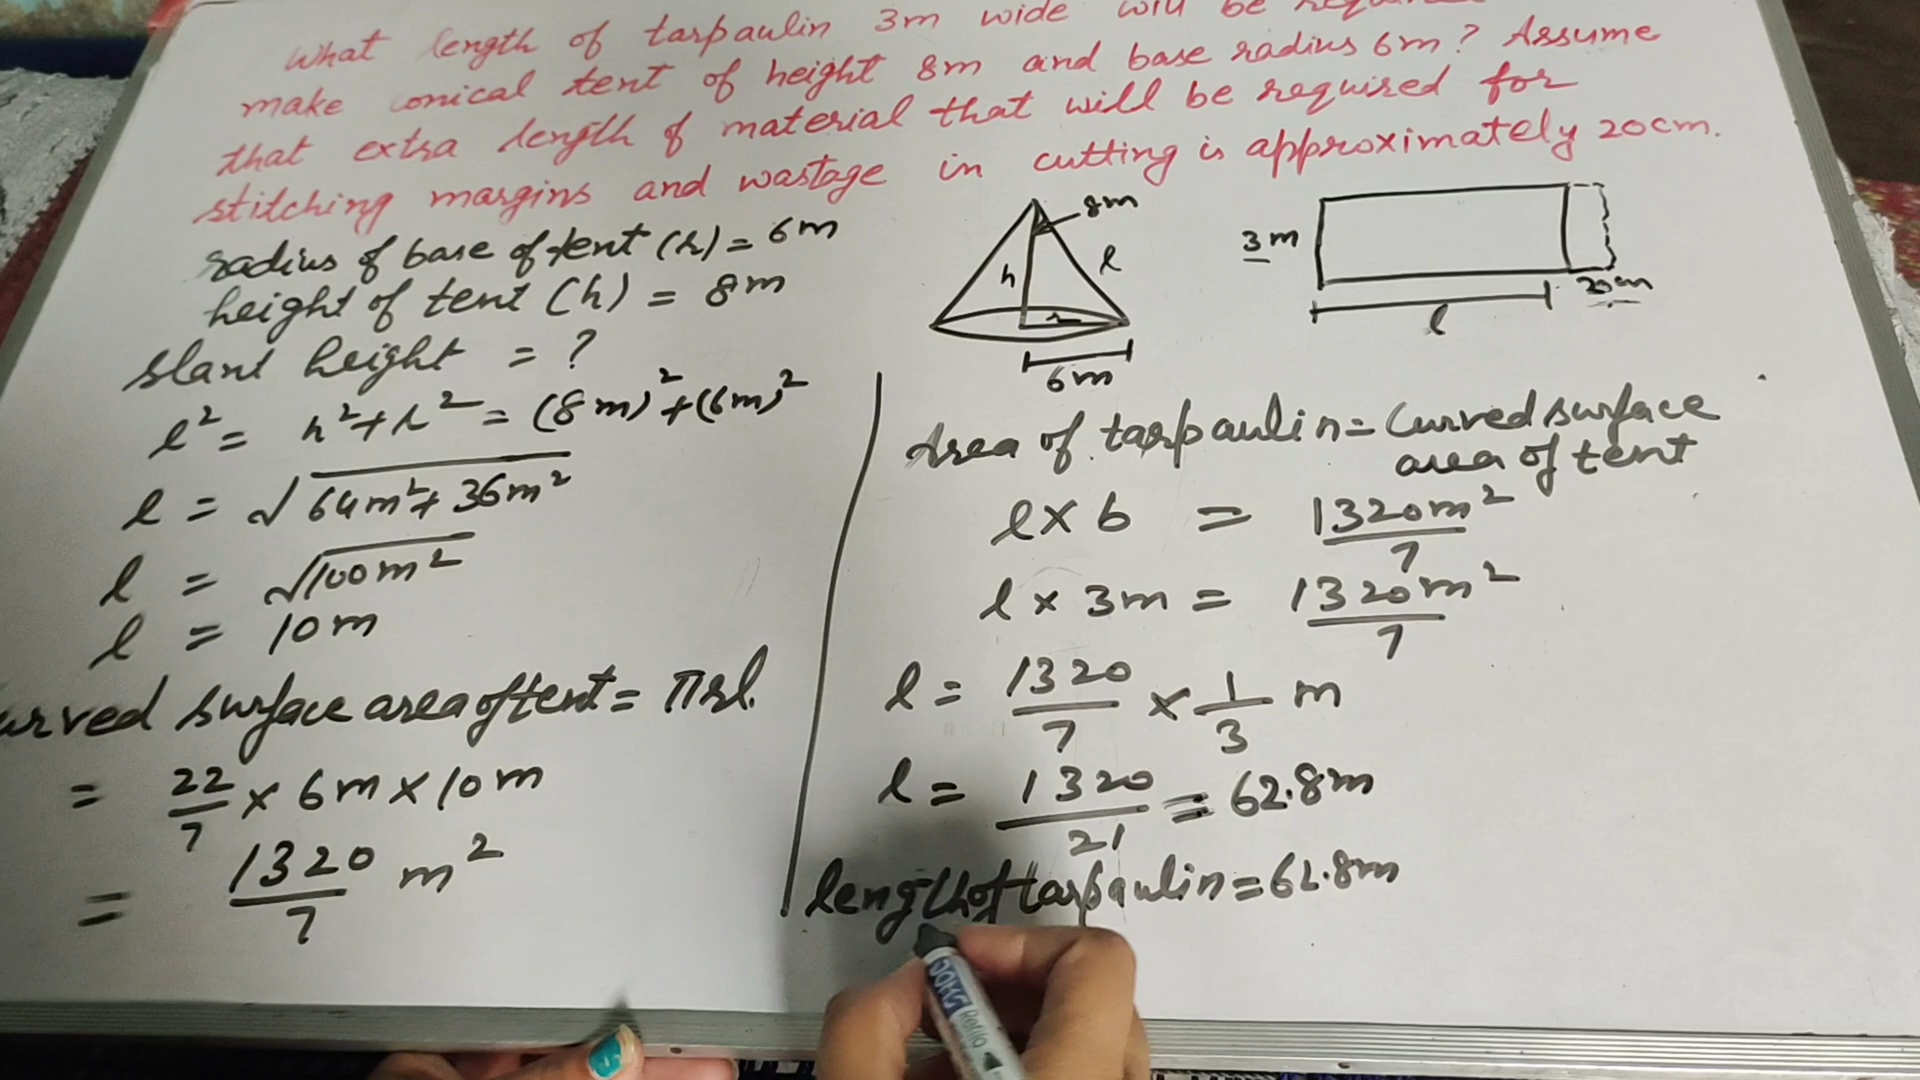 What length of tarpaulin 3m wide will be
make conical tent of height 8m and base radius 6m? Assume
that extra length of material that will be required for
stitching margins and wastage in cutting is approximately 20cm.
radius of base of tent (r) = 6m
height of tent (h) = 8m
slant height = ?
l² = h²+r² = (8m)²+(6m)²
l = √64m²+36m²
l = √100m²
l = 10m
urved surface area of tent = πrl.
= 22/7 × 6m × 10m
= 1320/7 m²
8m
h
l
r
6m
3m
l
20cm
Area of tarpaulin = Curved surface
area of tent
l × b = 1320m²/7
l × 3m = 1320m²/7
l = 1320/7 × 1/3 m
l = 1320/21 = 62.8m
length of tarpaulin = 62.8m